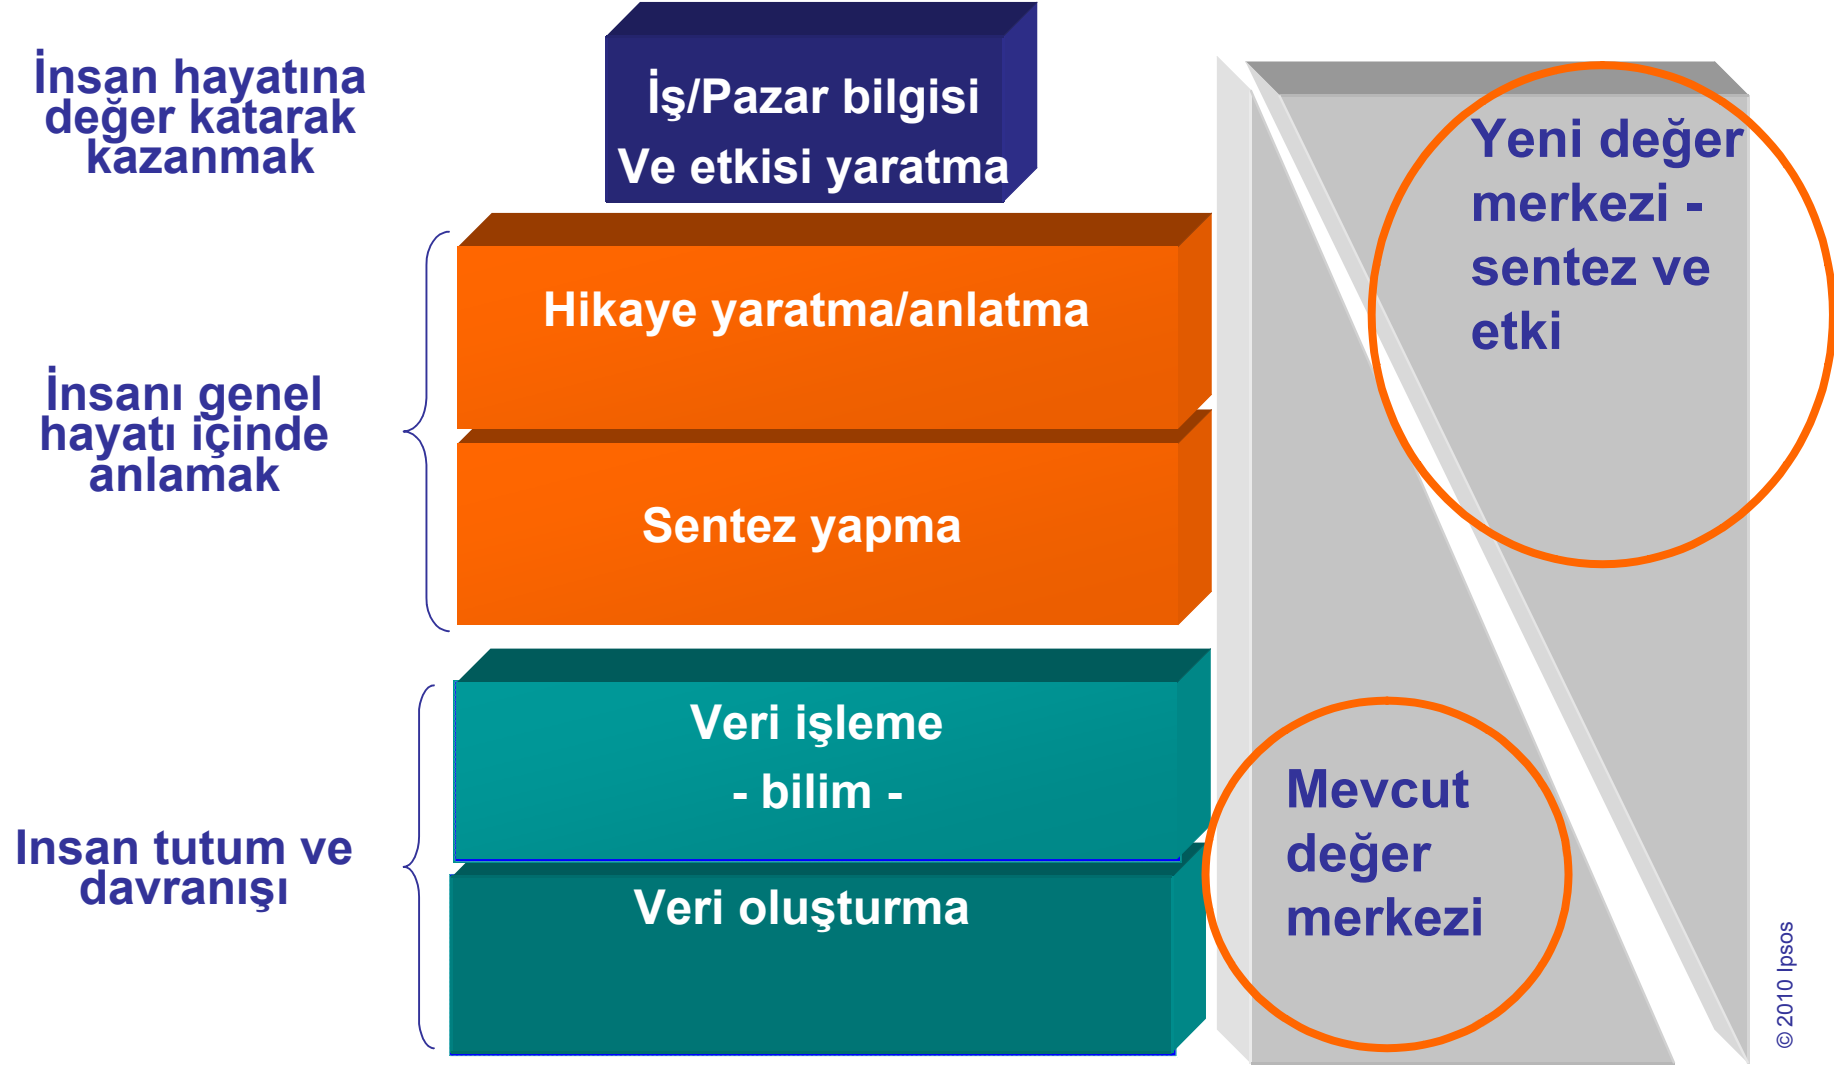 İnsan hayatına
değer katarak
kazanmak
İş/Pazar bilgisi
Ve etkisi yaratma
Yeni değer
merkezi -
sentez ve
etki
Hikaye yaratma/anlatma
İnsanı genel
hayatı içinde
anlamak
Sentez yapma
Veri işleme
- bilim -
Mevcut
değer
merkezi
Insan tutum ve
davranışı
Veri oluşturma
© 2010 Ipsos